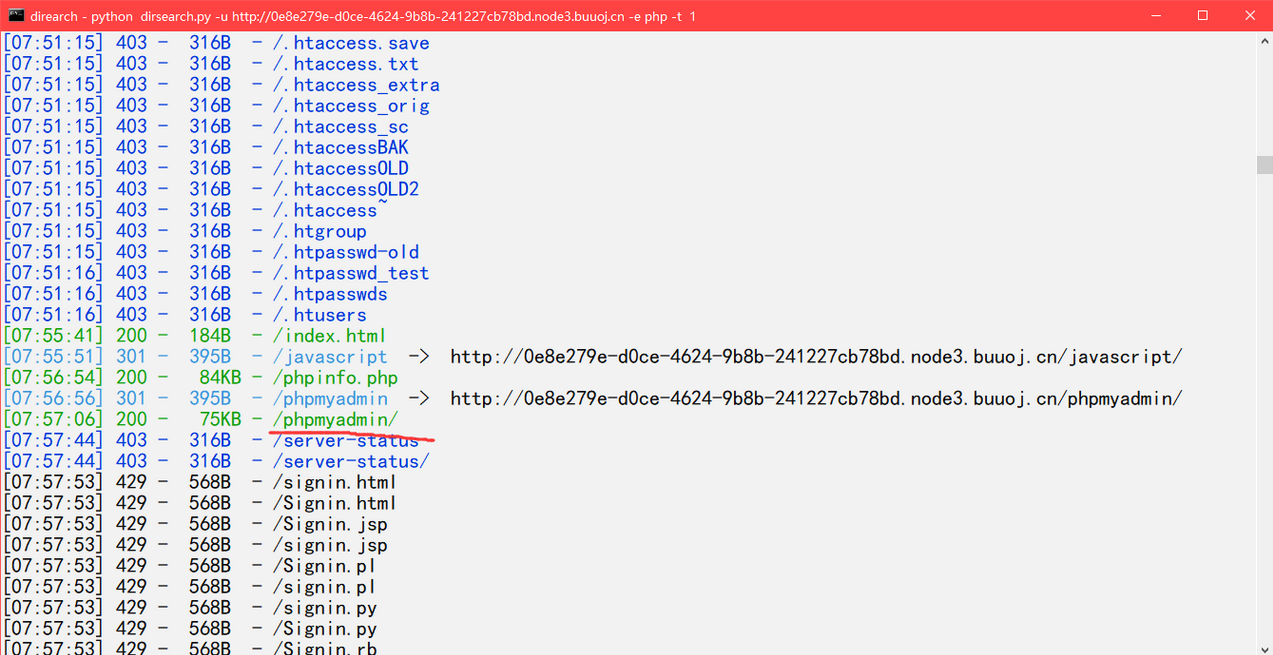 direarch - python  dirsearch.py -u http://0e8e279e-d0ce-4624-9b8b-241227cb78bd.node3.buuoj.cn -e php -t  1
[07:51:15] 403 -  316B  - /.htaccess.save
[07:51:15] 403 -  316B  - /.htaccess.txt
[07:51:15] 403 -  316B  - /.htaccess_extra
[07:51:15] 403 -  316B  - /.htaccess_orig
[07:51:15] 403 -  316B  - /.htaccess_sc
[07:51:15] 403 -  316B  - /.htaccessBAK
[07:51:15] 403 -  316B  - /.htaccessOLD
[07:51:15] 403 -  316B  - /.htaccessOLD2
[07:51:15] 403 -  316B  - /.htaccess~
[07:51:15] 403 -  316B  - /.htgroup
[07:51:15] 403 -  316B  - /.htpasswd-old
[07:51:16] 403 -  316B  - /.htpasswd_test
[07:51:16] 403 -  316B  - /.htpasswds
[07:51:16] 403 -  316B  - /.htusers
[07:55:41] 200 -  184B  - /index.html
[07:55:51] 301 -  395B  - /javascript  ->  http://0e8e279e-d0ce-4624-9b8b-241227cb78bd.node3.buuoj.cn/javascript/
[07:56:54] 200 -   84KB - /phpinfo.php
[07:56:56] 301 -  395B  - /phpmyadmin  ->  http://0e8e279e-d0ce-4624-9b8b-241227cb78bd.node3.buuoj.cn/phpmyadmin/
[07:57:06] 200 -   75KB - /phpmyadmin/
[07:57:44] 403 -  316B  - /server-status
[07:57:44] 403 -  316B  - /server-status/
[07:57:53] 429 -  568B  - /signin.html
[07:57:53] 429 -  568B  - /Signin.html
[07:57:53] 429 -  568B  - /Signin.jsp
[07:57:53] 429 -  568B  - /signin.jsp
[07:57:53] 429 -  568B  - /Signin.pl
[07:57:53] 429 -  568B  - /signin.pl
[07:57:53] 429 -  568B  - /signin.py
[07:57:53] 429 -  568B  - /Signin.py
[07:57:53] 429 -  568B  - /Signin.rb